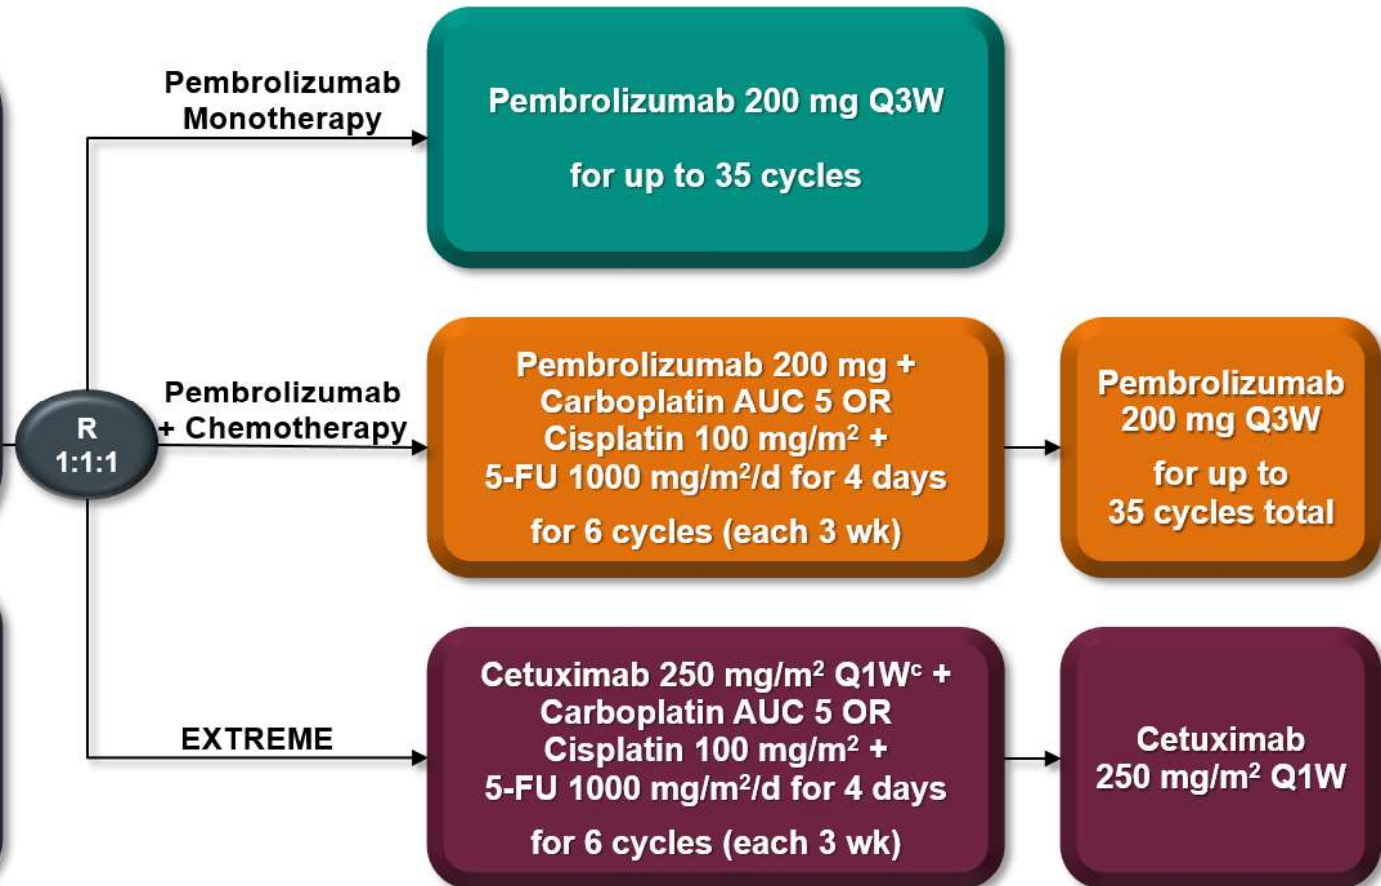 Pembrolizumab
Monotherapy
Pembrolizumab 200 mg Q3W
for up to 35 cycles
R
1:1:1
Pembrolizumab
+ Chemotherapy
Pembrolizumab 200 mg +
Carboplatin AUC 5 OR
Cisplatin 100 mg/m² +
5-FU 1000 mg/m²/d for 4 days
for 6 cycles (each 3 wk)
Pembrolizumab
200 mg Q3W
for up to
35 cycles total
EXTREME
Cetuximab 250 mg/m² Q1Wᶜ +
Carboplatin AUC 5 OR
Cisplatin 100 mg/m² +
5-FU 1000 mg/m²/d for 4 days
for 6 cycles (each 3 wk)
Cetuximab
250 mg/m² Q1W